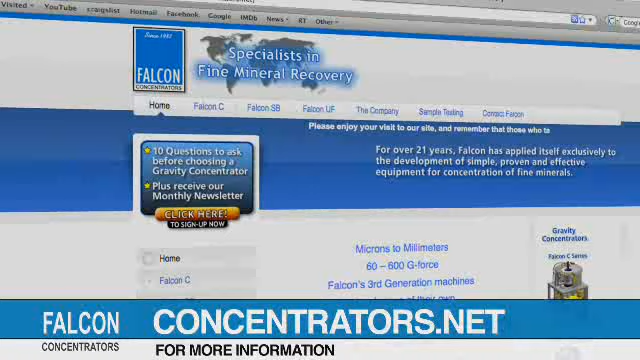 Visited YouTube craigslist Hotmail Facebook Google IMDb News RT Other
Since 1982
FALCON
CONCENTRATORS
Specialists in
Fine Mineral Recovery
Home Falcon C Falcon SB Falcon UF The Company Sample Testing Contact Falcon
Please enjoy your visit to our site, and remember that those who ta
10 Questions to ask
before choosing a
Gravity Concentrator
Plus receive our
Monthly Newsletter
CLICK HERE!
TO SIGN-UP NOW
For over 21 years, Falcon has applied itself exclusively to
the development of simple, proven and effective
equipment for concentration of fine minerals.
Home
Falcon C
Microns to Millimeters
60 – 600 G-force
Falcon's 3rd Generation machines
Gravity
Concentrators
Falcon C Series
FALCON
CONCENTRATORS
CONCENTRATORS.NET
FOR MORE INFORMATION